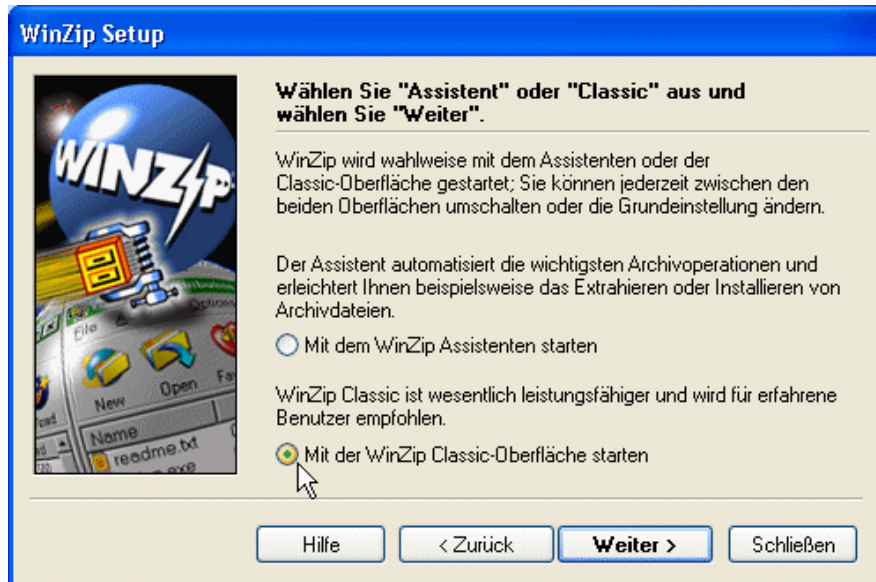 WinZip Setup
Wählen Sie "Assistent" oder "Classic" aus und
wählen Sie "Weiter".
WINZIP
WinZip wird wahlweise mit dem Assistenten oder der
Classic-Oberfläche gestartet; Sie können jederzeit zwischen den
beiden Oberflächen umschalten oder die Grundeinstellung ändern.
Der Assistent automatisiert die wichtigsten Archivoperationen und
erleichtert Ihnen beispielsweise das Extrahieren oder Installieren von
Archivdateien.
Mit dem WinZip Assistenten starten
WinZip Classic ist wesentlich leistungsfähiger und wird für erfahrene
Benutzer empfohlen.
Mit der WinZip Classic-Oberfläche starten
File
Options
New
Open
Name
readme.txt
Hilfe
< Zurück
Weiter >
Schließen